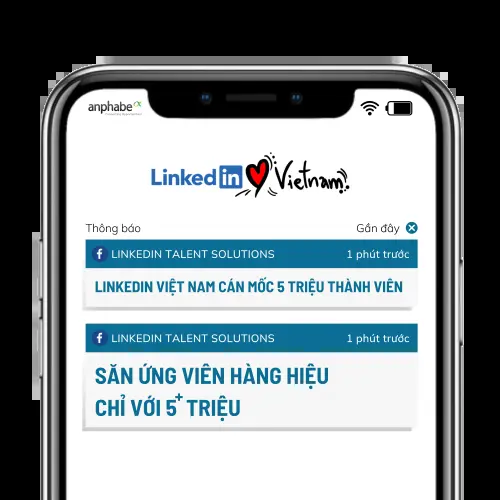 anphabe
Linkedin Vietnam
Thông báo Gần đây
LINKEDIN TALENT SOLUTIONS 1 phút trước
LINKEDIN VIỆT NAM CÁN MỐC 5 TRIỆU THÀNH VIÊN
LINKEDIN TALENT SOLUTIONS 1 phút trước
SĂN ỨNG VIÊN HÀNG HIỆU
CHỈ VỚI 5+ TRIỆU